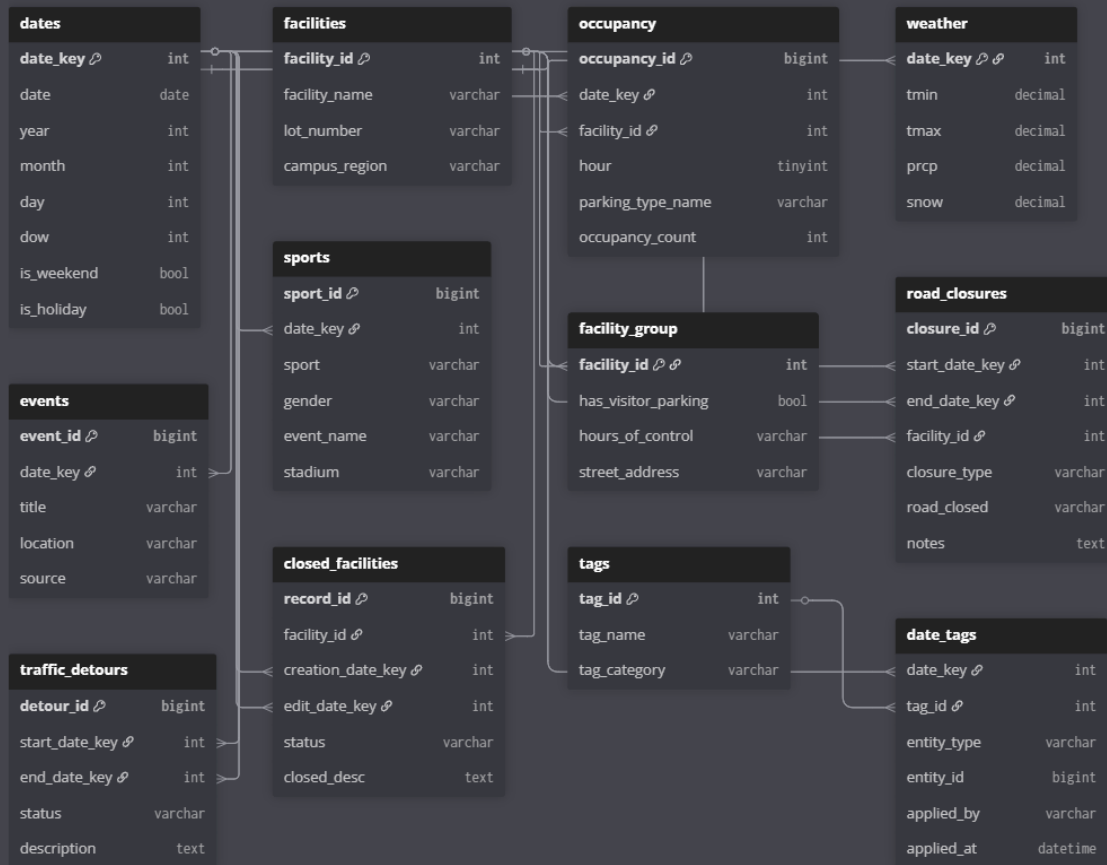 dates
date_key int
date date
year int
month int
day int
dow int
is_weekend bool
is_holiday bool
events
event_id bigint
date_key int
title varchar
location varchar
source varchar
traffic_detours
detour_id bigint
start_date_key int
end_date_key int
status varchar
description text
facilities
facility_id int
facility_name varchar
lot_number varchar
campus_region varchar
sports
sport_id bigint
date_key int
sport varchar
gender varchar
event_name varchar
stadium varchar
closed_facilities
record_id bigint
facility_id int
creation_date_key int
edit_date_key int
status varchar
closed_desc text
occupancy
occupancy_id bigint
date_key int
facility_id int
hour tinyint
parking_type_name varchar
occupancy_count int
facility_group
facility_id int
has_visitor_parking bool
hours_of_control varchar
street_address varchar
tags
tag_id int
tag_name varchar
tag_category varchar
weather
date_key int
tmin decimal
tmax decimal
prcp decimal
snow decimal
road_closures
closure_id bigint
start_date_key int
end_date_key int
facility_id int
closure_type varchar
road_closed varchar
notes text
date_tags
date_key int
tag_id int
entity_type varchar
entity_id bigint
applied_by varchar
applied_at datetime